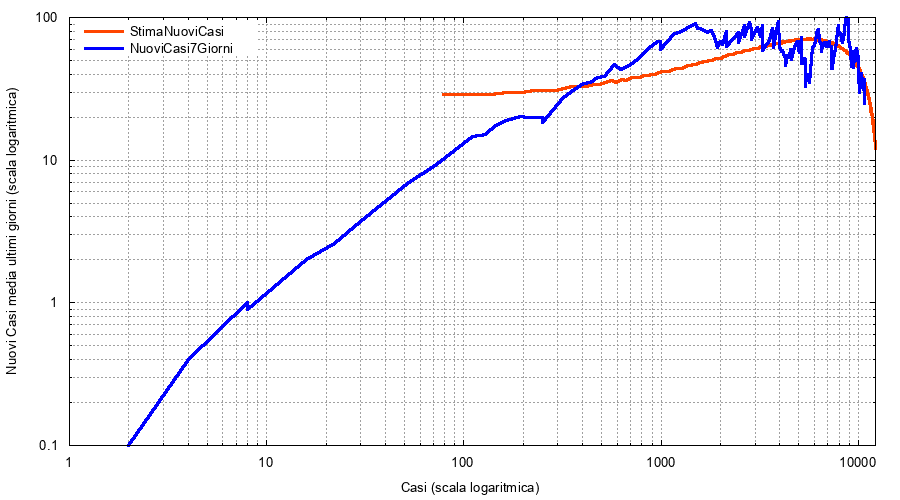 StimaNuoviCasi
NuoviCasi7Giorni
Nuovi Casi media ultimi giorni (scala logaritmica)
100
10
1
0.1
1 10 100 1000 10000
Casi (scala logaritmica)